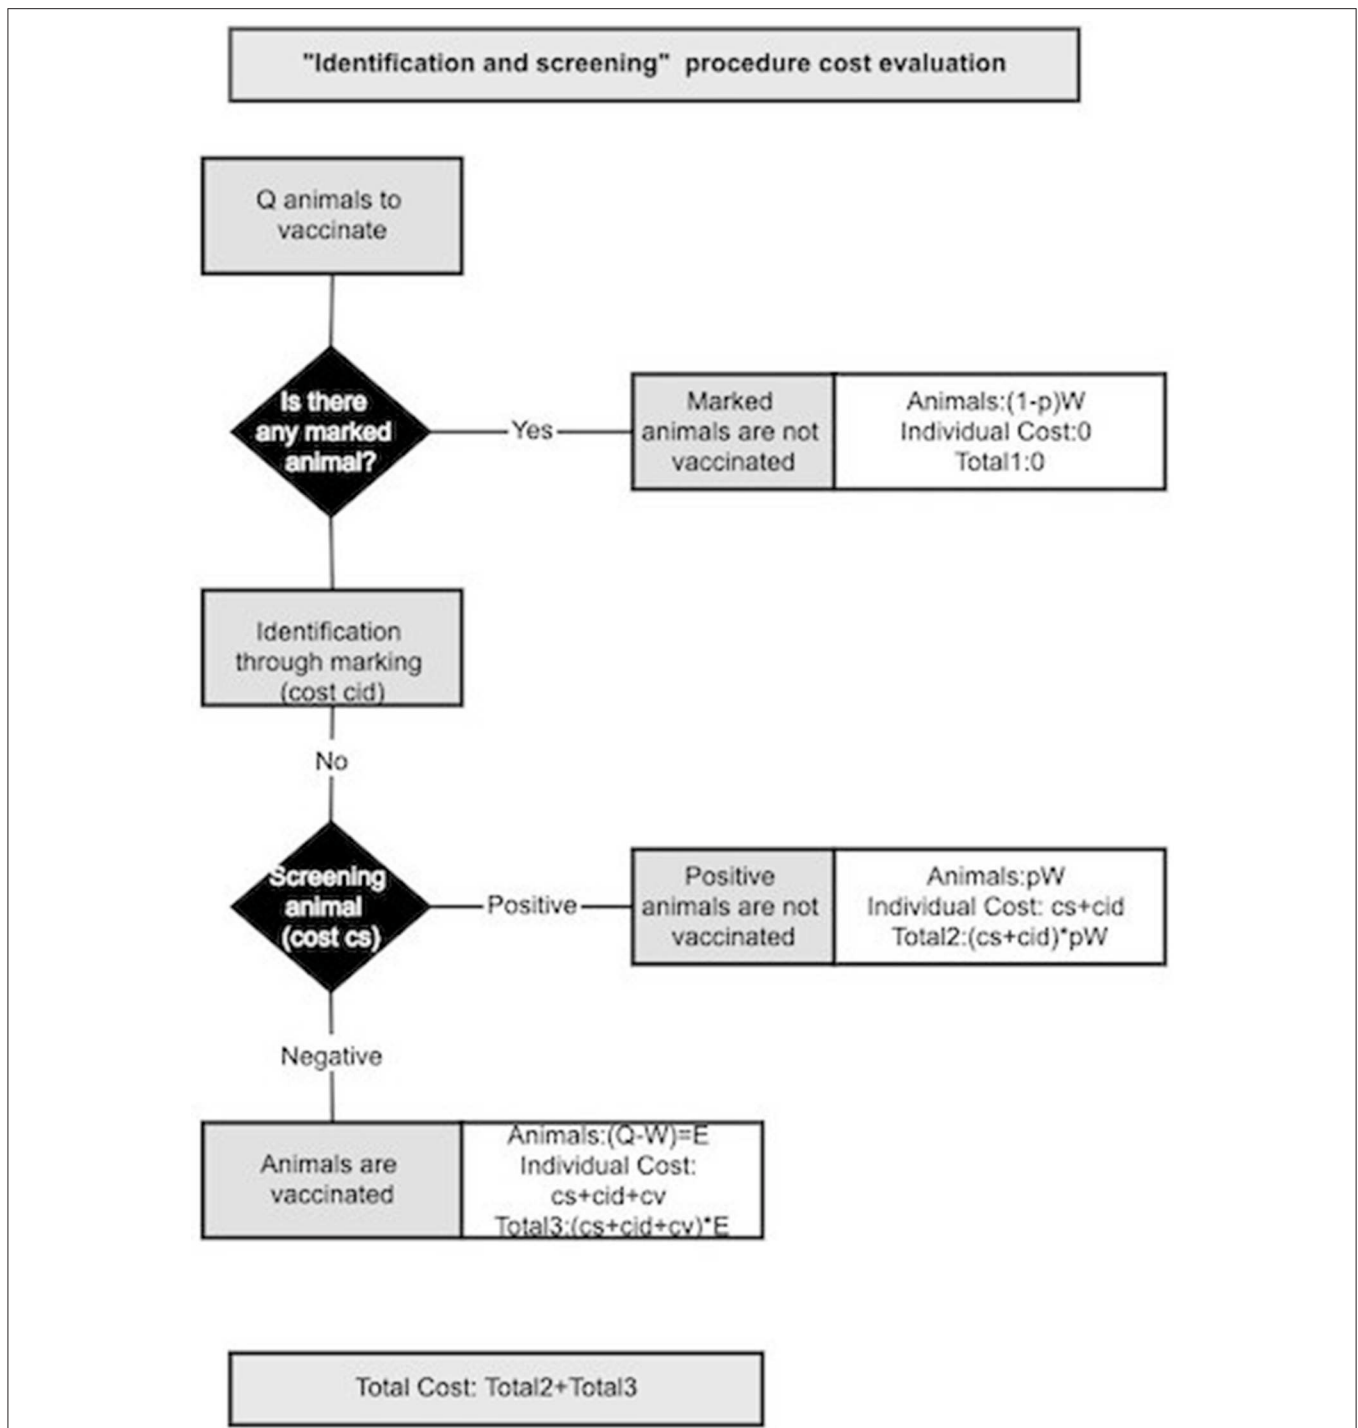 "Identification and screening" procedure cost evaluation
Q animals to
vaccinate
Is there
any marked
animal?
Yes
Marked
animals are not
vaccinated
Animals:(1-p)W
Individual Cost:0
Total1:0
Identification
through marking
(cost cid)
No
Screening
animal
(cost cs)
Positive
Positive
animals are not
vaccinated
Animals:pW
Individual Cost: cs+cid
Total2:(cs+cid)*pW
Negative
Animals are
vaccinated
Animals:(Q-W)=E
Individual Cost:
cs+cid+cv
Total3:(cs+cid+cv)*E
Total Cost: Total2+Total3